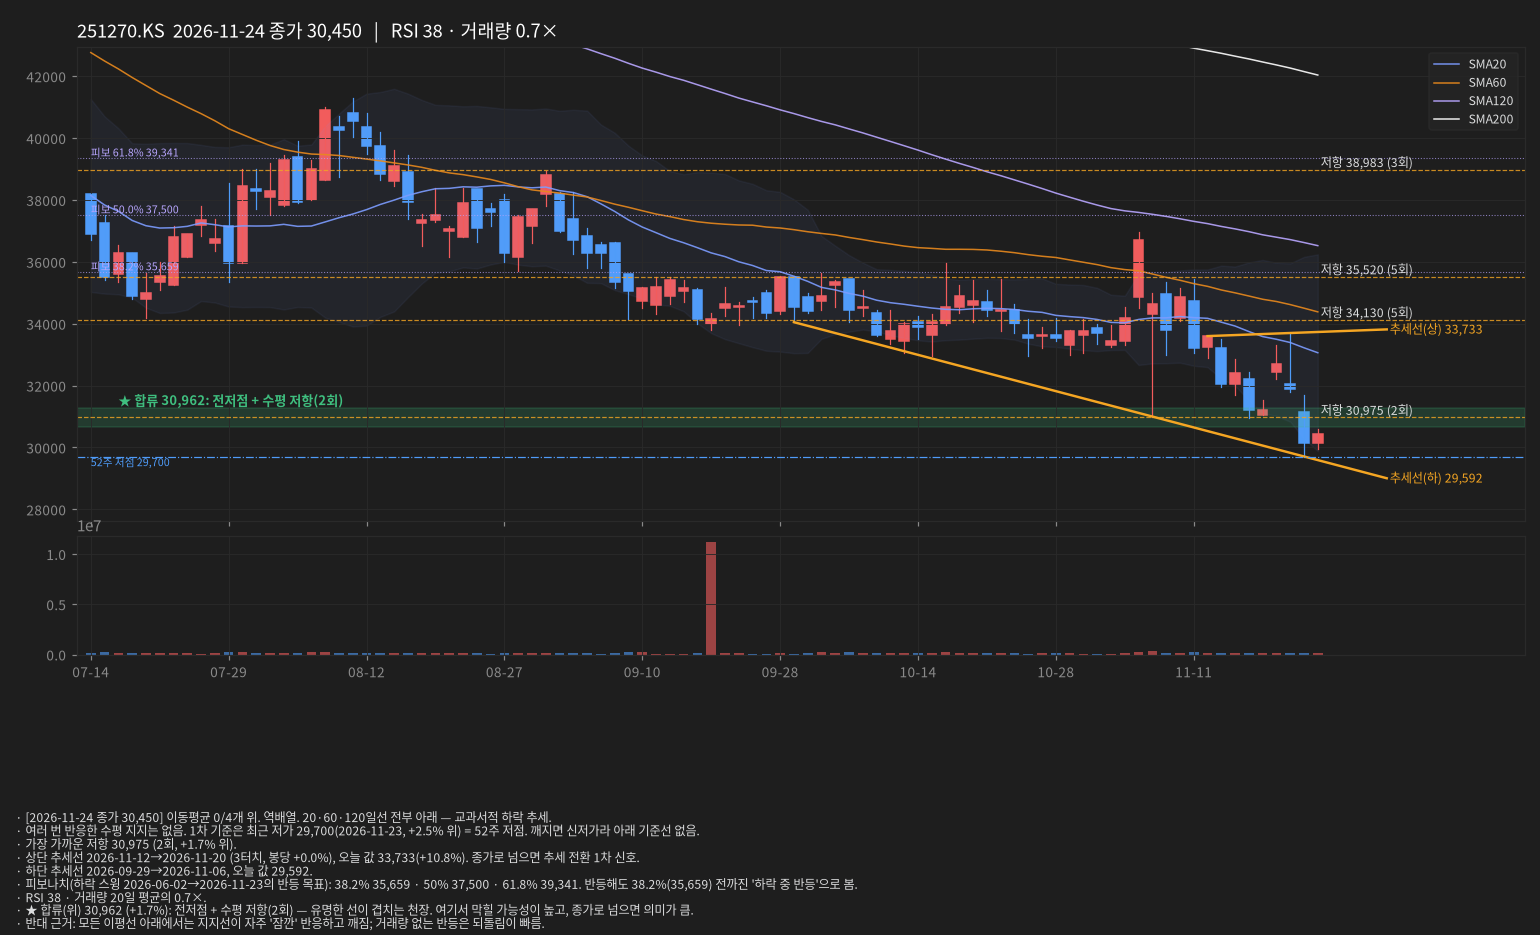 251270.KS 2026-11-24 종가 30,450 | RSI 38 · 거래량 0.7×
SMA20
SMA60
SMA120
SMA200
42000
40000
38000
36000
34000
32000
30000
28000
피보 61.8% 39,341
저항 38,983 (3회)
피보 50.0% 37,500
피보 38.2% 35,659
저항 35,520 (5회)
저항 34,130 (5회)
추세선(상) 33,733
★ 합류 30,962: 전저점 + 수평 저항(2회)
저항 30,975 (2회)
52주 저점 29,700
추세선(하) 29,592
1e7
1.0
0.5
0.0
07-14
07-29
08-12
08-27
09-10
09-28
10-14
10-28
11-11
· [2026-11-24 종가 30,450] 이동평균 0/4개 위. 역배열. 20·60·120일선 전부 아래 — 교과서적 하락 추세.
· 여러 번 반응한 수평 지지는 없음. 1차 기준은 최근 저가 29,700(2026-11-23, +2.5% 위) = 52주 저점. 깨지면 신저가라 아래 기준선 없음.
· 가장 가까운 저항 30,975 (2회, +1.7% 위).
· 상단 추세선 2026-11-12→2026-11-20 (3터치, 봉당 +0.0%), 오늘 값 33,733(+10.8%). 종가로 넘으면 추세 전환 1차 신호.
· 하단 추세선 2026-09-29→2026-11-06, 오늘 값 29,592.
· 피보나치(하락 스윙 2026-06-02→2026-11-23의 반등 목표): 38.2% 35,659 · 50% 37,500 · 61.8% 39,341. 반등해도 38.2%(35,659) 전까진 '하락 중 반등'으로 봄.
· RSI 38 · 거래량 20일 평균의 0.7×.
· ★ 합류(위) 30,962 (+1.7%): 전저점 + 수평 저항(2회) — 유명한 선이 겹치는 천장. 여기서 막힐 가능성이 높고, 종가로 넘으면 의미가 큼.
· 반대 근거: 모든 이평선 아래에서는 지지선이 자주 '잠깐' 반응하고 깨짐; 거래량 없는 반등은 되돌림이 빠름.